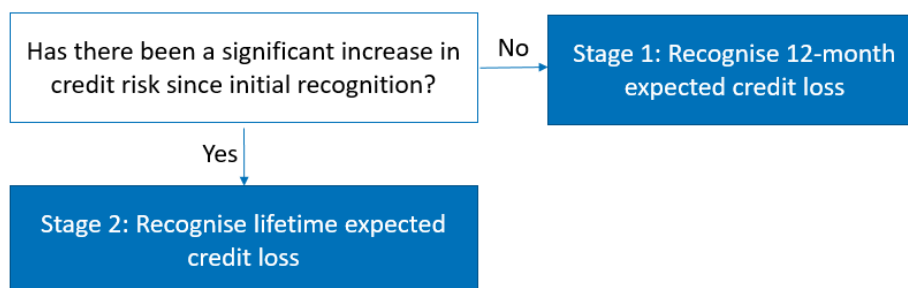 Has there been a significant increase in
credit risk since initial recognition?
No
Stage 1: Recognise 12-month
expected credit loss
Yes
Stage 2: Recognise lifetime expected
credit loss